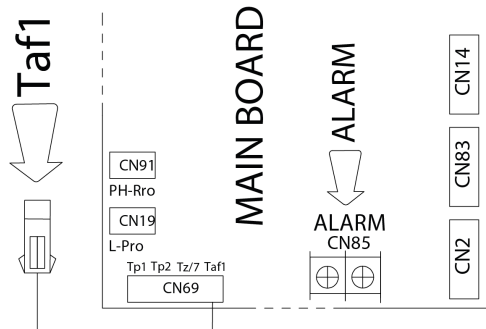 Taf1
MAIN BOARD
ALARM
CN14
CN91
PH-Rro
CN83
CN19
L-Pro
ALARM
CN85
CN2
Tp1 Tp2 Tz/7 Taf1
CN69